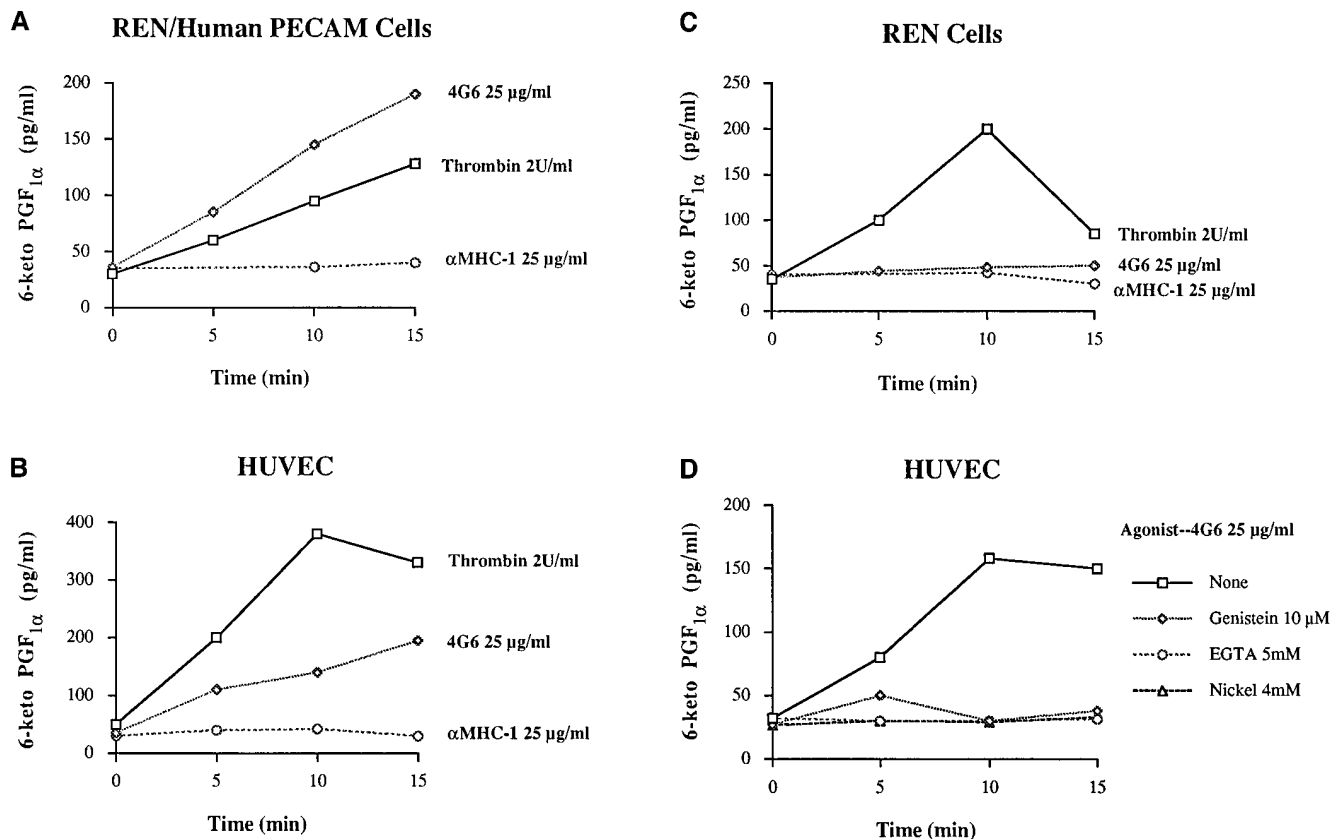 A
REN/Human PECAM Cells
6-keto PGF1α (pg/ml)
200
150
100
50
0
0 5 10 15
Time (min)
4G6 25 µg/ml
Thrombin 2U/ml
αMHC-1 25 µg/ml
C
REN Cells
6-keto PGF1α (pg/ml)
250
200
150
100
50
0
0 5 10 15
Time (min)
Thrombin 2U/ml
4G6 25 µg/ml
αMHC-1 25 µg/ml
B
HUVEC
6-keto PGF1α (pg/ml)
400
300
200
100
0
0 5 10 15
Time (min)
Thrombin 2U/ml
4G6 25 µg/ml
αMHC-1 25 µg/ml
D
HUVEC
6-keto PGF1α (pg/ml)
200
150
100
50
0
0 5 10 15
Time (min)
Agonist--4G6 25 µg/ml
None
Genistein 10 µM
EGTA 5mM
Nickel 4mM